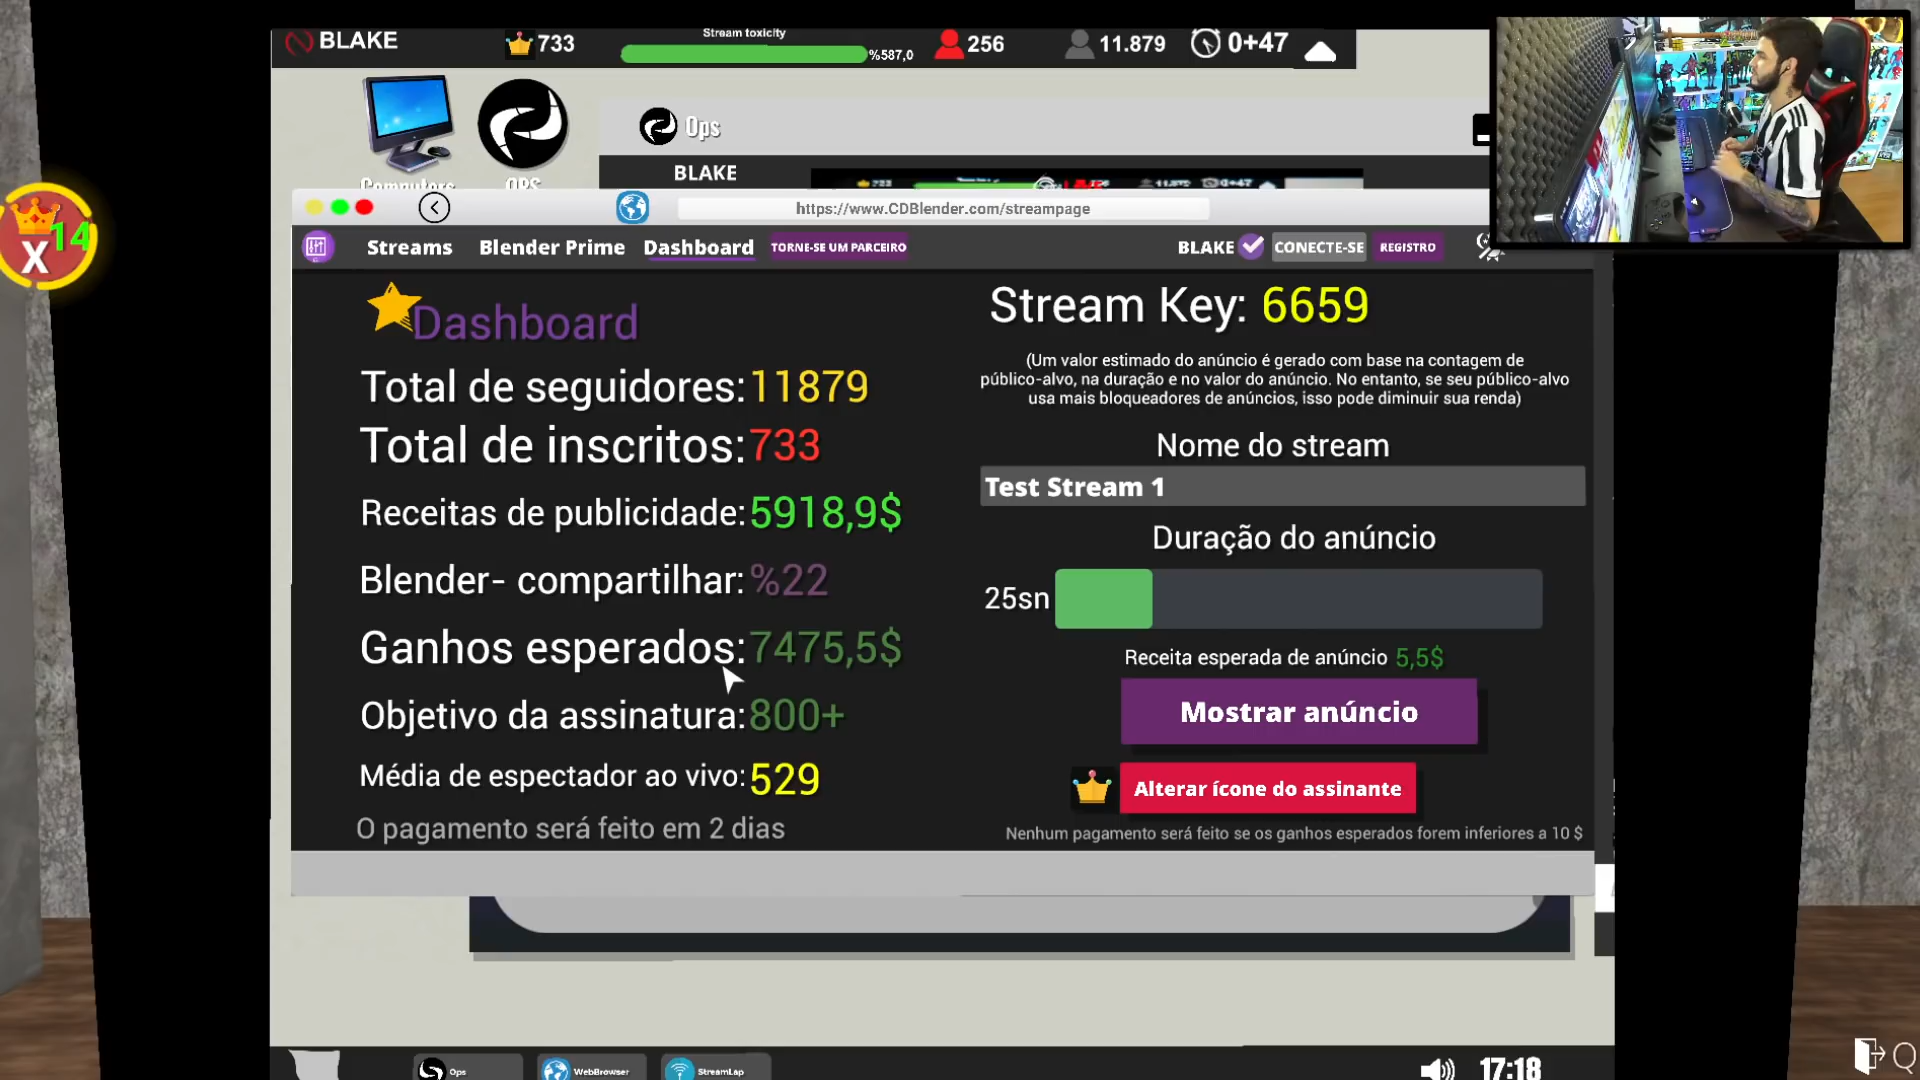 BLAKE
733
Stream toxicity
%587,0
256
11.879
0+47
Ops
BLAKE
X14
https://www.CDBlender.com/streampage
Streams
Blender Prime
Dashboard
TORNE-SE UM PARCEIRO
BLAKE
CONECTE-SE
REGISTRO
Dashboard
Total de seguidores:11879
Total de inscritos:733
Receitas de publicidade:5918,9$
Blender- compartilhar:%22
Ganhos esperados:7475,5$
Objetivo da assinatura:800+
Média de espectador ao vivo:529
O pagamento será feito em 2 dias
Stream Key: 6659
(Um valor estimado do anúncio é gerado com base na contagem de
público-alvo, na duração e no valor do anúncio. No entanto, se seu público-alvo
usa mais bloqueadores de anúncios, isso pode diminuir sua renda)
Nome do stream
Test Stream 1
Duração do anúncio
25sn
Receita esperada de anúncio 5,5$
Mostrar anúncio
Alterar ícone do assinante
Nenhum pagamento será feito se os ganhos esperados forem inferiores a 10 $
Ops
WebBrowser
StreamLap
17:18
Q